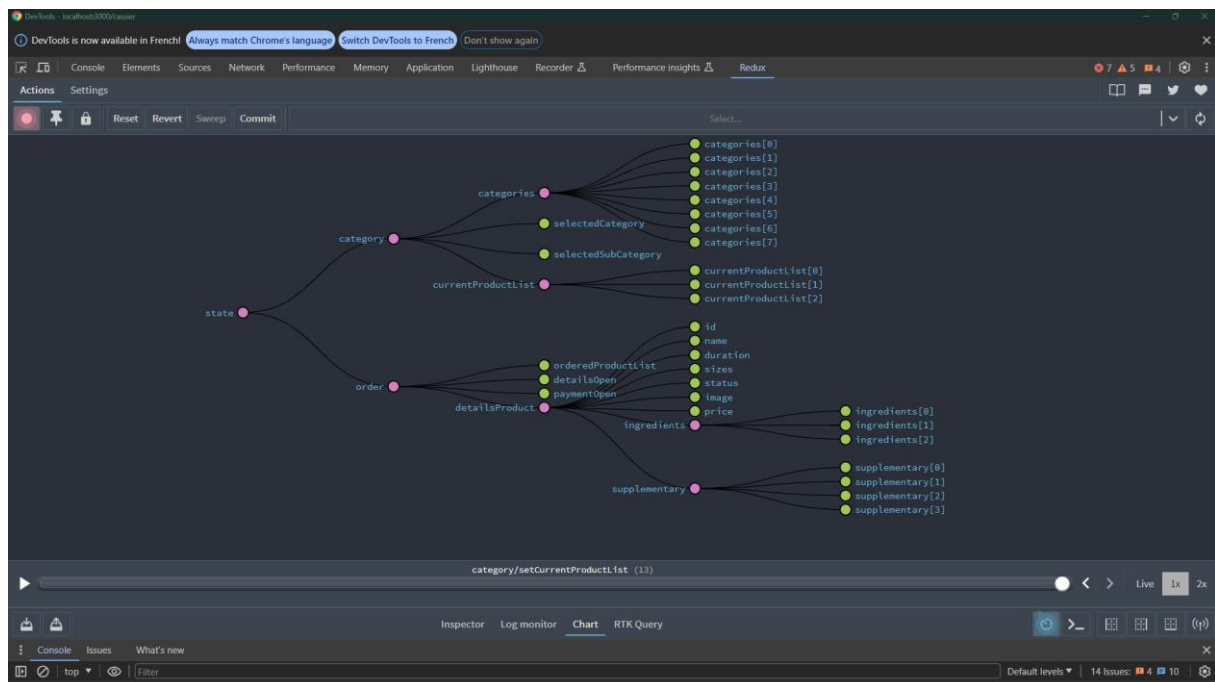 DevTools - localhost:3000/cassier
DevTools is now available in French! Always match Chrome's language Switch DevTools to French Don't show again
Console Elements Sources Network Performance Memory Application Lighthouse Recorder Performance insights Redux 7 5 4
Actions Settings
Reset Revert Sweep Commit Select...
categories[0]
categories[1]
categories[2]
categories[3]
categories[4]
categories[5]
categories[6]
categories[7]
categories
selectedCategory
category
selectedSubCategory
currentProductList
currentProductList[0]
currentProductList[1]
currentProductList[2]
state
id
name
duration
sizes
status
image
price
orderedProductList
detailsOpen
order
paymentOpen
detailsProduct
ingredients
ingredients[0]
ingredients[1]
ingredients[2]
supplementary
supplementary[0]
supplementary[1]
supplementary[2]
supplementary[3]
category/setCurrentProductList (13)
Live 1x 2x
Inspector Log monitor Chart RTK Query
Console Issues What's new
top Filter Default levels 14 Issues: 4 10